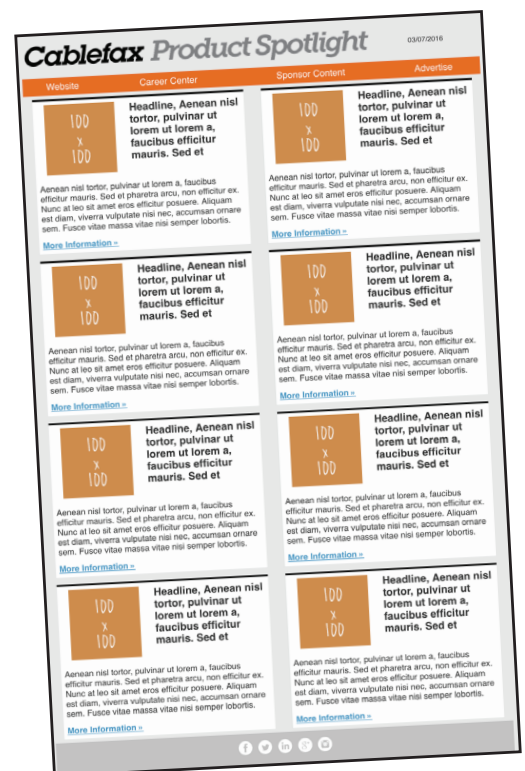 Cablefax Product Spotlight
03/07/2016
Website
Career Center
Sponsor Content
Advertise
100
x
100
Headline, Aenean nisl
tortor, pulvinar ut
lorem ut lorem a,
faucibus efficitur
mauris. Sed et
Aenean nisl tortor, pulvinar ut lorem a, faucibus
efficitur mauris. Sed et pharetra arcu, non efficitur ex.
Nunc at leo sit amet eros efficitur posuere. Aliquam
est diam, viverra vulputate nisi nec, accumsan ornare
sem. Fusce vitae massa vitae nisi semper lobortis.
More Information »
100
x
100
Headline, Aenean nisl
tortor, pulvinar ut
lorem ut lorem a,
faucibus efficitur
mauris. Sed et
Aenean nisl tortor, pulvinar ut lorem a, faucibus
efficitur mauris. Sed et pharetra arcu, non efficitur ex.
Nunc at leo sit amet eros efficitur posuere. Aliquam
est diam, viverra vulputate nisi nec, accumsan ornare
sem. Fusce vitae massa vitae nisi semper lobortis.
More Information »
100
x
100
Headline, Aenean nisl
tortor, pulvinar ut
lorem ut lorem a,
faucibus efficitur
mauris. Sed et
Aenean nisl tortor, pulvinar ut lorem a, faucibus
efficitur mauris. Sed et pharetra arcu, non efficitur ex.
Nunc at leo sit amet eros efficitur posuere. Aliquam
est diam, viverra vulputate nisi nec, accumsan ornare
sem. Fusce vitae massa vitae nisi semper lobortis.
More Information »
100
x
100
Headline, Aenean nisl
tortor, pulvinar ut
lorem ut lorem a,
faucibus efficitur
mauris. Sed et
Aenean nisl tortor, pulvinar ut lorem a, faucibus
efficitur mauris. Sed et pharetra arcu, non efficitur ex.
Nunc at leo sit amet eros efficitur posuere. Aliquam
est diam, viverra vulputate nisi nec, accumsan ornare
sem. Fusce vitae massa vitae nisi semper lobortis.
More Information »
100
x
100
Headline, Aenean nisl
tortor, pulvinar ut
lorem ut lorem a,
faucibus efficitur
mauris. Sed et
Aenean nisl tortor, pulvinar ut lorem a, faucibus
efficitur mauris. Sed et pharetra arcu, non efficitur ex.
Nunc at leo sit amet eros efficitur posuere. Aliquam
est diam, viverra vulputate nisi nec, accumsan ornare
sem. Fusce vitae massa vitae nisi semper lobortis.
More Information »
100
x
100
Headline, Aenean nisl
tortor, pulvinar ut
lorem ut lorem a,
faucibus efficitur
mauris. Sed et
Aenean nisl tortor, pulvinar ut lorem a, faucibus
efficitur mauris. Sed et pharetra arcu, non efficitur ex.
Nunc at leo sit amet eros efficitur posuere. Aliquam
est diam, viverra vulputate nisi nec, accumsan ornare
sem. Fusce vitae massa vitae nisi semper lobortis.
More Information »
100
x
100
Headline, Aenean nisl
tortor, pulvinar ut
lorem ut lorem a,
faucibus efficitur
mauris. Sed et
Aenean nisl tortor, pulvinar ut lorem a, faucibus
efficitur mauris. Sed et pharetra arcu, non efficitur ex.
Nunc at leo sit amet eros efficitur posuere. Aliquam
est diam, viverra vulputate nisi nec, accumsan ornare
sem. Fusce vitae massa vitae nisi semper lobortis.
More Information »
100
x
100
Headline, Aenean nisl
tortor, pulvinar ut
lorem ut lorem a,
faucibus efficitur
mauris. Sed et
Aenean nisl tortor, pulvinar ut lorem a, faucibus
efficitur mauris. Sed et pharetra arcu, non efficitur ex.
Nunc at leo sit amet eros efficitur posuere. Aliquam
est diam, viverra vulputate nisi nec, accumsan ornare
sem. Fusce vitae massa vitae nisi semper lobortis.
More Information »